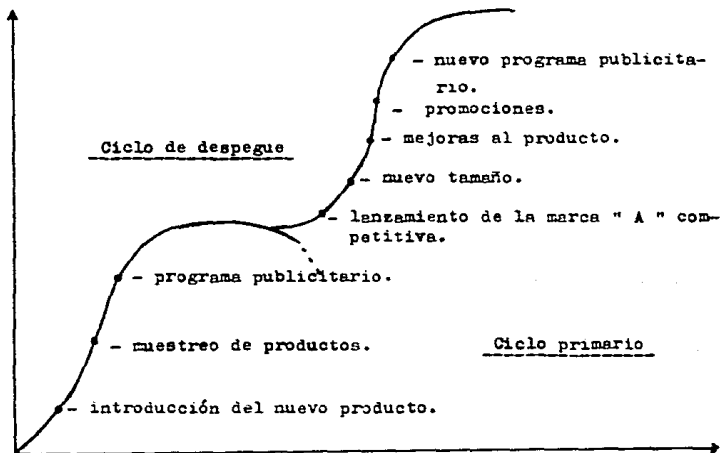 - nuevo programa publicita-
rio.
- promociones.
Ciclo de despegue
- mejoras al producto.
- nuevo tamaño.
- lanzamiento de la marca " A " com-
petitiva.
- programa publicitario.
- muestreo de productos.
Ciclo primario
- introducción del nuevo producto.